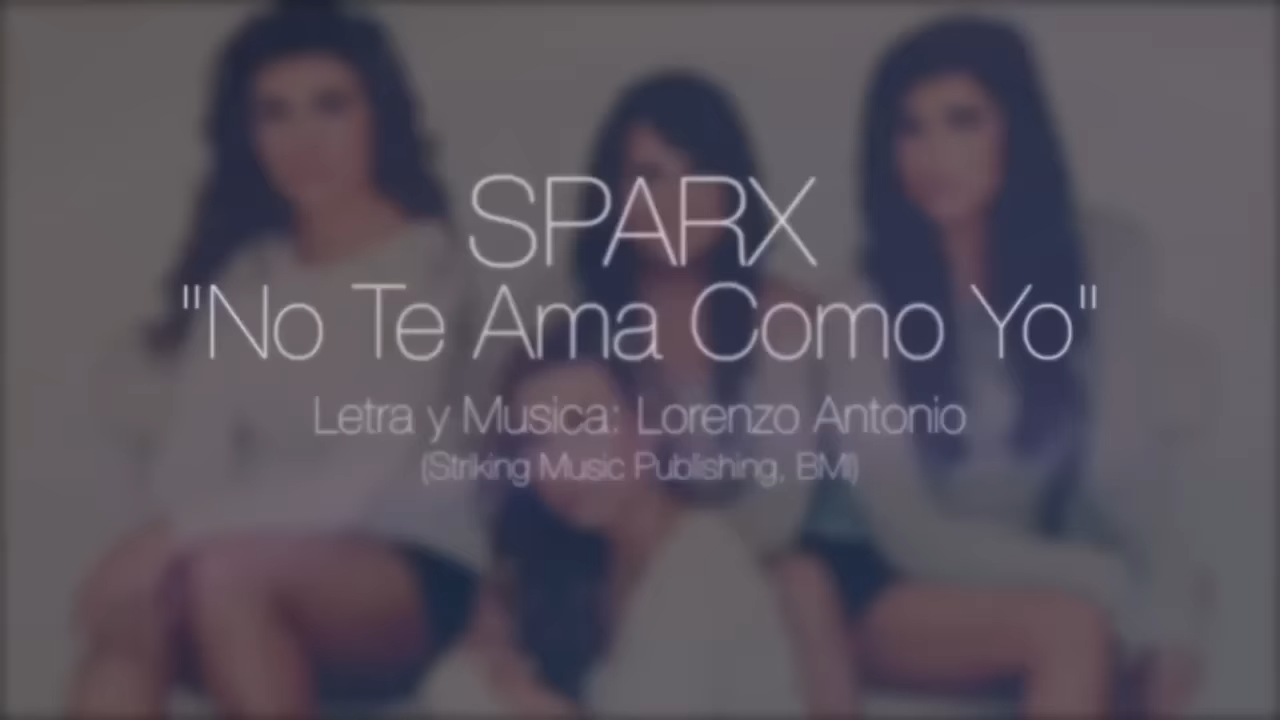 SPARX
"No Te Ama Como Yo"
Letra y Musica: Lorenzo Antonio
(Striking Music Publishing, BMI)